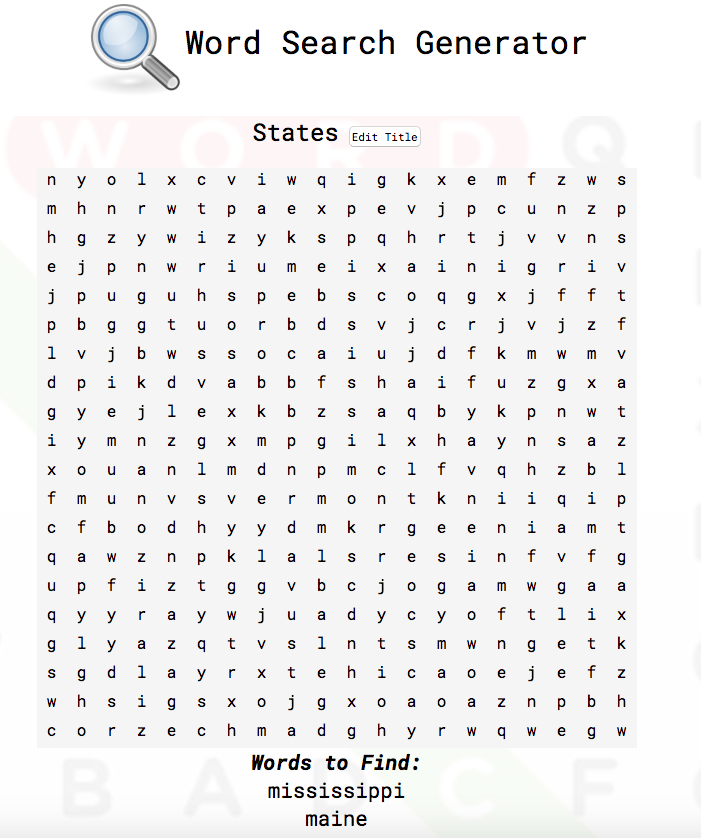 Word Search Generator
States Edit Title
n y o l x c v i w q i g k x e m f z w s
m h n r w t p a e x p e v j p c u n z p
h g z y w i z y k s p q h r t j v v n s
e j p n w r i u m e i x a i n i g r i v
j p u g u h s p e b s c o q g x j f f t
p b g g t u o r b d s v j c r j v j z f
l v j b w s s o c a i u j d f k m w m v
d p i k d v a b b f s h a i f u z g x a
g y e j l e x k b z s a q b y k p n w t
i y m n z g x m p g i l x h a y n s a z
x o u a n l m d n p m c l f v q h z b l
f m u n v s v e r m o n t k n i i q i p
c f b o d h y y d m k r g e e n i a m t
q a w z n p k l a l s r e s i n f v f g
u p f i z t g g v b c j o g a m w g a a
q y y r a y w j u a d y c y o f t l i x
g l y a z q t v s l n t s m w n g e t k
s g d l a y r x t e h i c a o e j e f z
w h s i g s x o j g x o a o a z n p b h
c o r z e c h m a d g h y r w q w e g w
Words to Find:
mississippi
maine